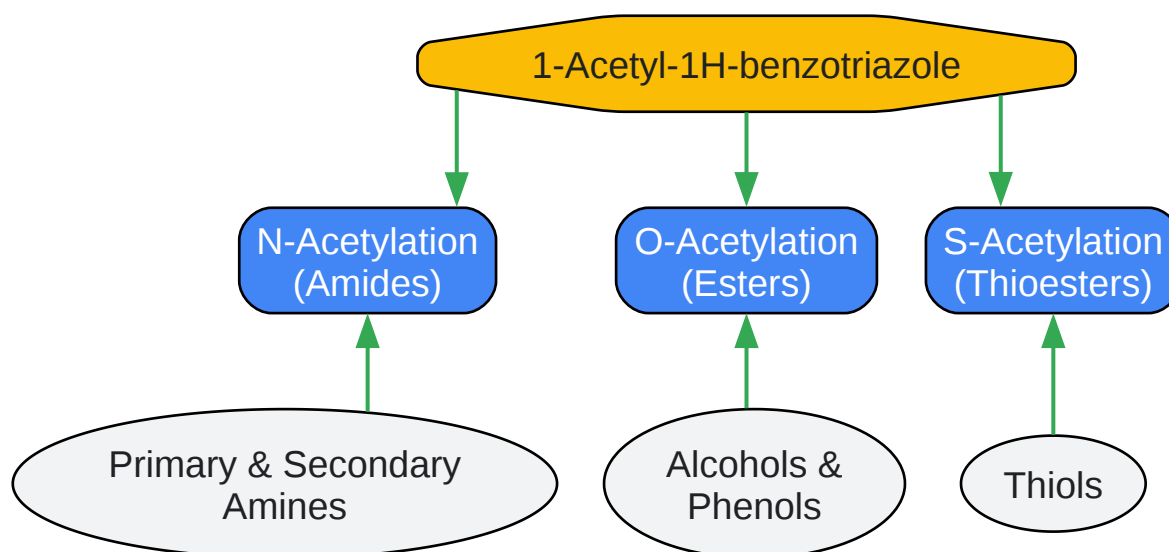 1-Acetyl-1H-benzotriazole
N-Acetylation
(Amides)
O-Acetylation
(Esters)
S-Acetylation
(Thioesters)
Primary & Secondary
Amines
Alcohols &
Phenols
Thiols